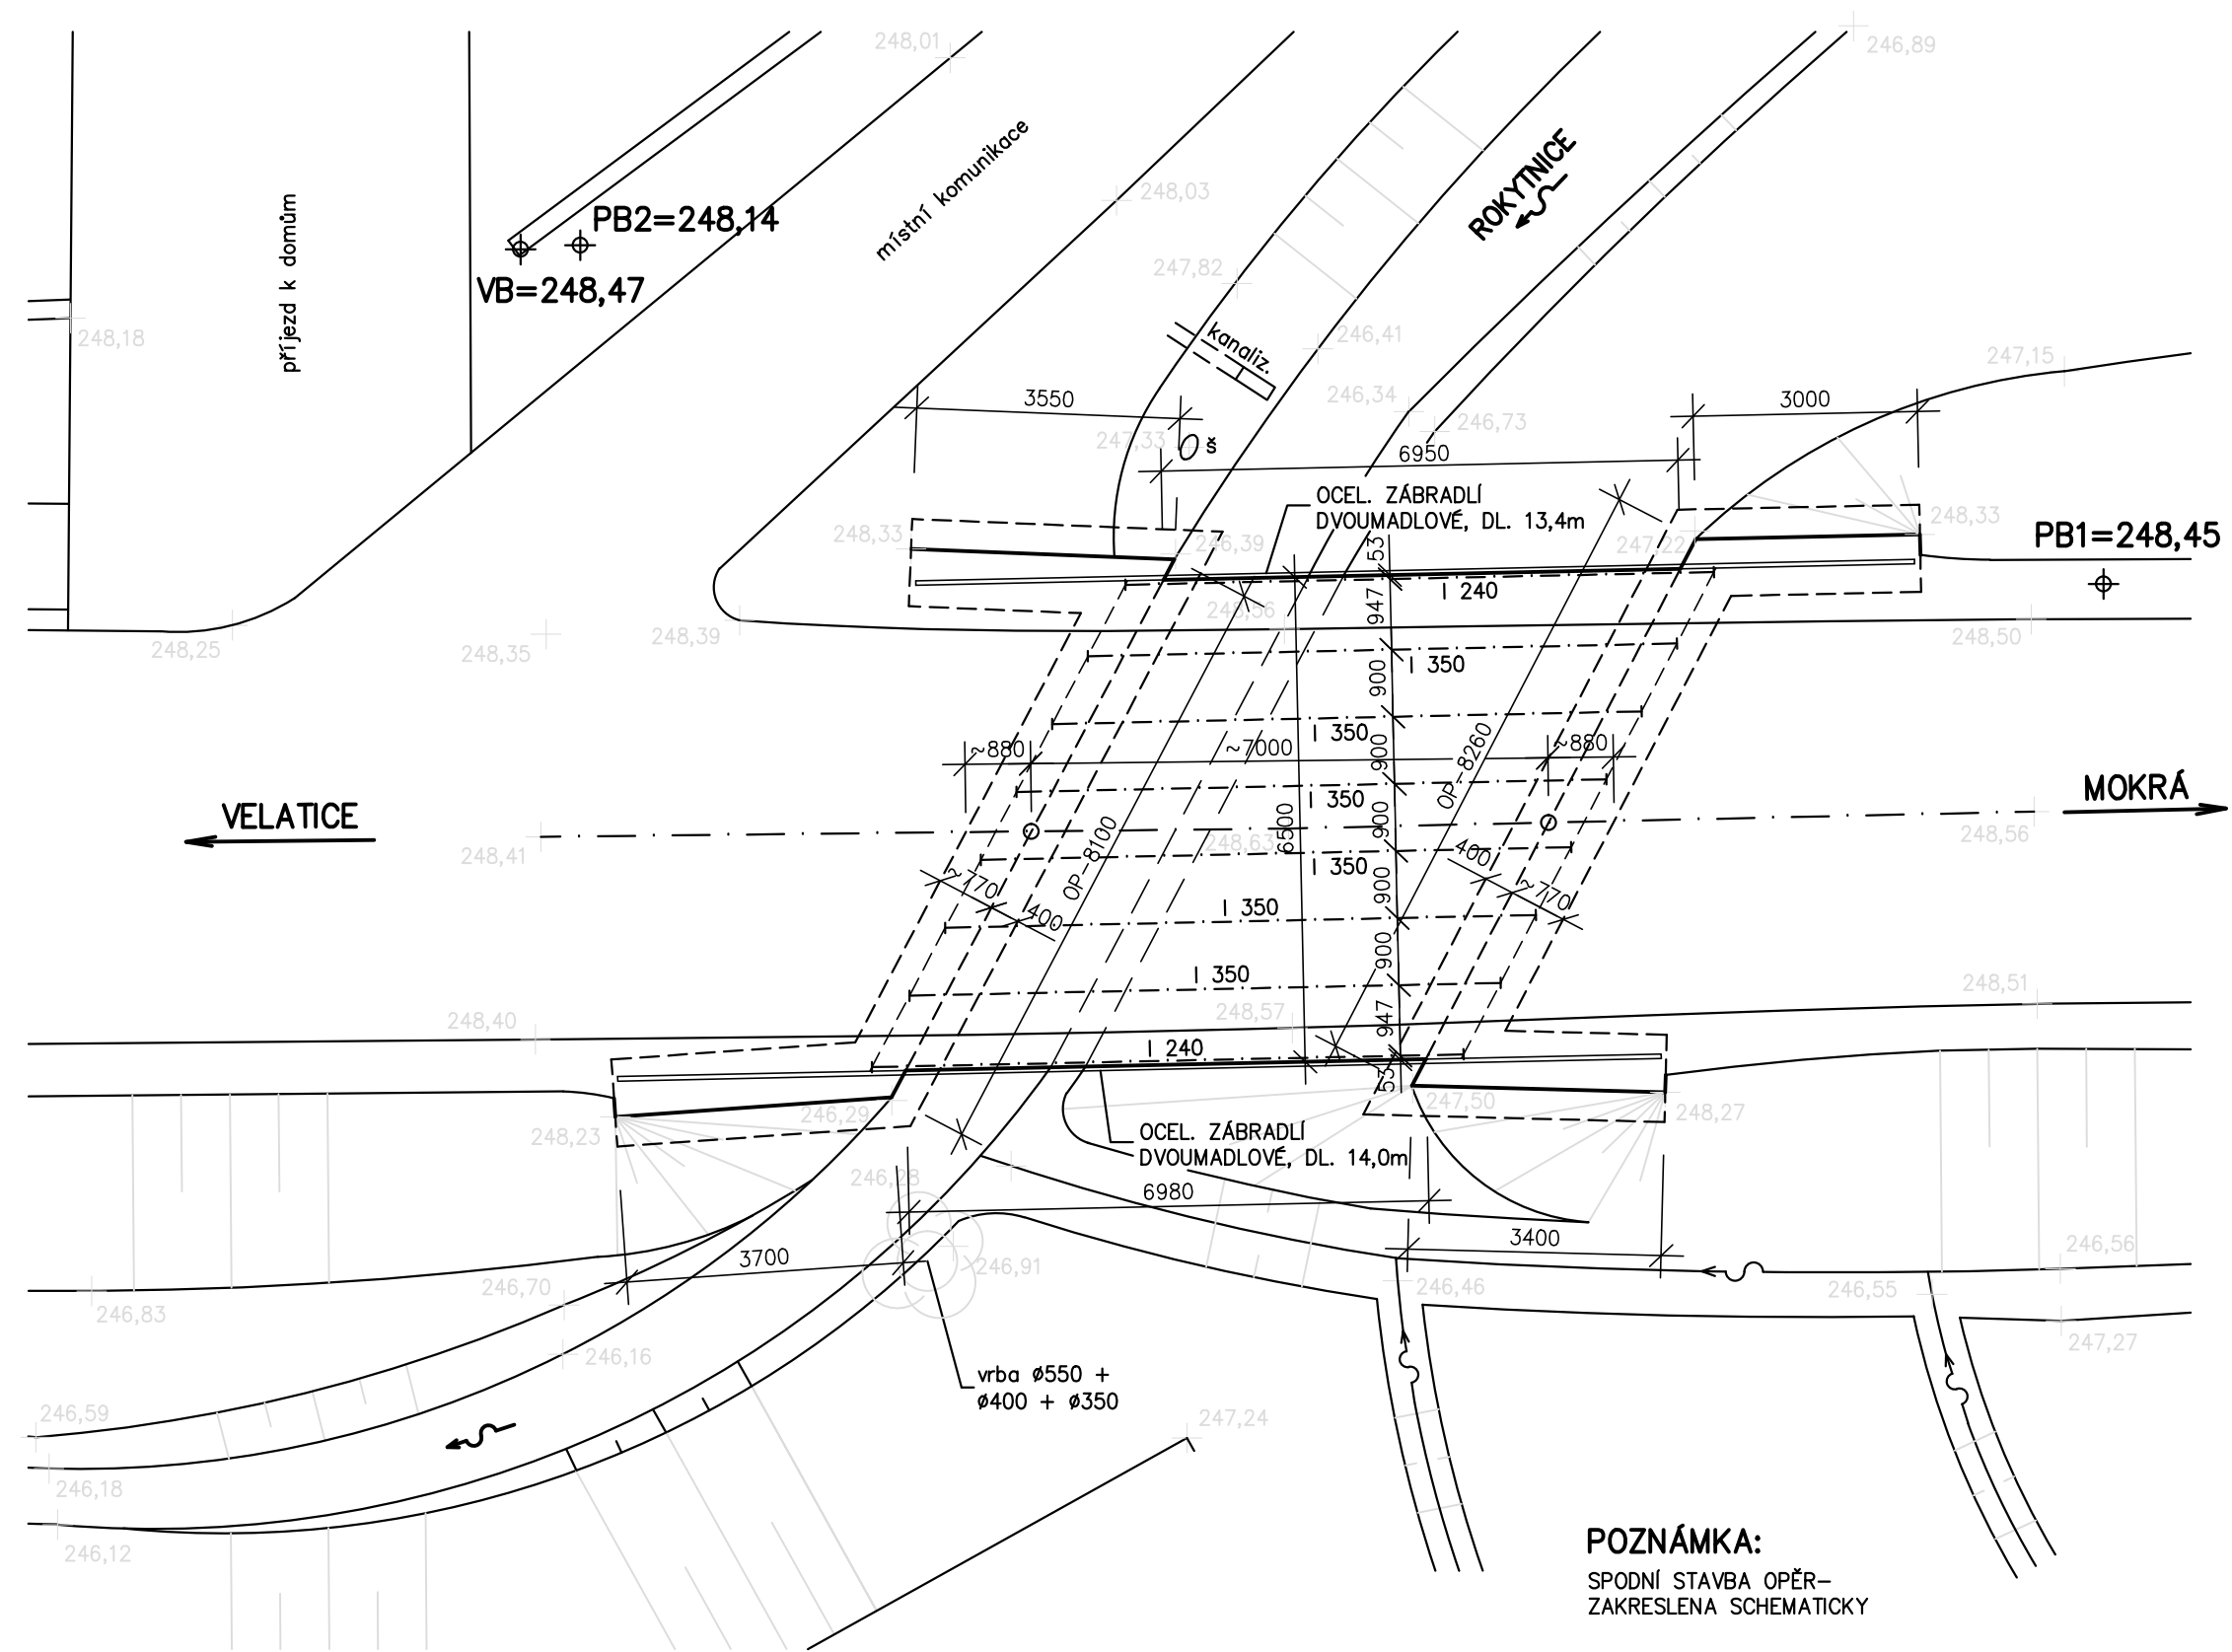 248,01
246,89
místní komunikace
ROKYTNICE
248,03
příjezd k domům
PB2=248,14
VB=248,47
247,82
248,18
kanaliz.
246,41
247,15
246,34
3550
3000
246,73
247,33
š
6950
OCEL. ZÁBRADLÍ
DVOUMADLOVÉ, DL. 13,4m
248,33
248,33
246,39
53
247,22
PB1=248,45
I 240
248,56
947
248,25
248,35
248,39
248,50
I 350
900
I 350
~880
~7000
900
~880
OP-8260
VELATICE
MOKRÁ
I 350
6500
900
248,41
248,63
248,56
OP-8100
400
I 350
~770
~770
900
400
I 350
900
I 350
248,51
248,40
248,57
947
I 240
53
246,29
247,50
248,27
248,23
OCEL. ZÁBRADLÍ
DVOUMADLOVÉ, DL. 14,0m
246,28
6980
3400
246,56
3700
246,91
246,70
246,46
246,55
246,83
247,27
246,16
vrba ø550 +
ø400 + ø350
246,59
247,24
246,18
246,12
POZNÁMKA:
SPODNÍ STAVBA OPĚR-
ZAKRESLENA SCHEMATICKY